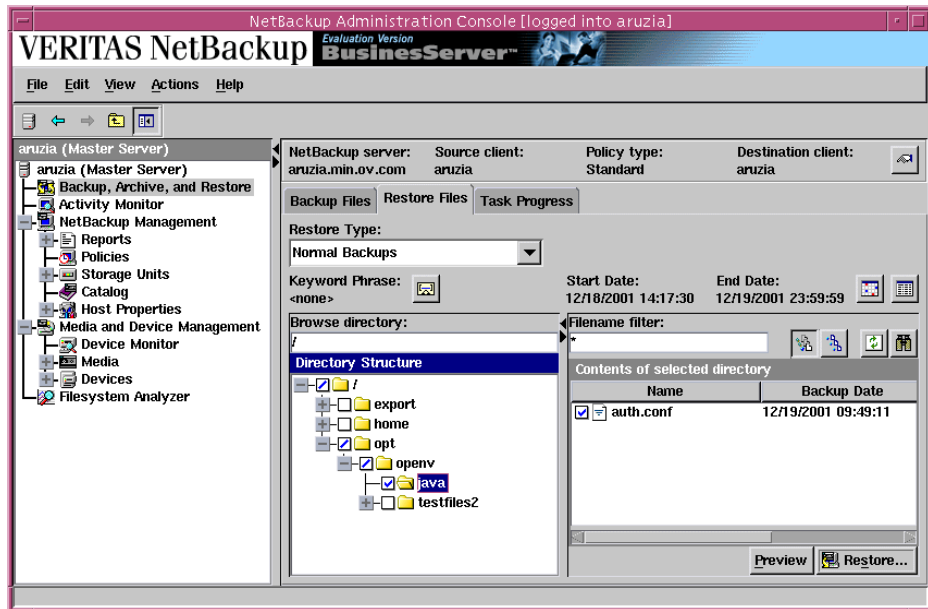 NetBackup Administration Console [logged into aruzia]
VERITAS NetBackup
Evaluation Version
BusinesServer™
File Edit View Actions Help
aruzia (Master Server)
aruzia (Master Server)
Backup, Archive, and Restore
Activity Monitor
NetBackup Management
Reports
Policies
Storage Units
Catalog
Host Properties
Media and Device Management
Device Monitor
Media
Devices
Filesystem Analyzer
NetBackup server: Source client: Policy type: Destination client:
aruzia.min.ov.com aruzia Standard aruzia
Backup Files Restore Files Task Progress
Restore Type:
Normal Backups
Keyword Phrase: Start Date: End Date:
<none> 12/18/2001 14:17:30 12/19/2001 23:59:59
Browse directory:
/
Directory Structure
/
export
home
opt
openv
java
testfiles2
Filename filter:
*
Contents of selected directory
Name Backup Date
auth.conf 12/19/2001 09:49:11
Preview Restore...